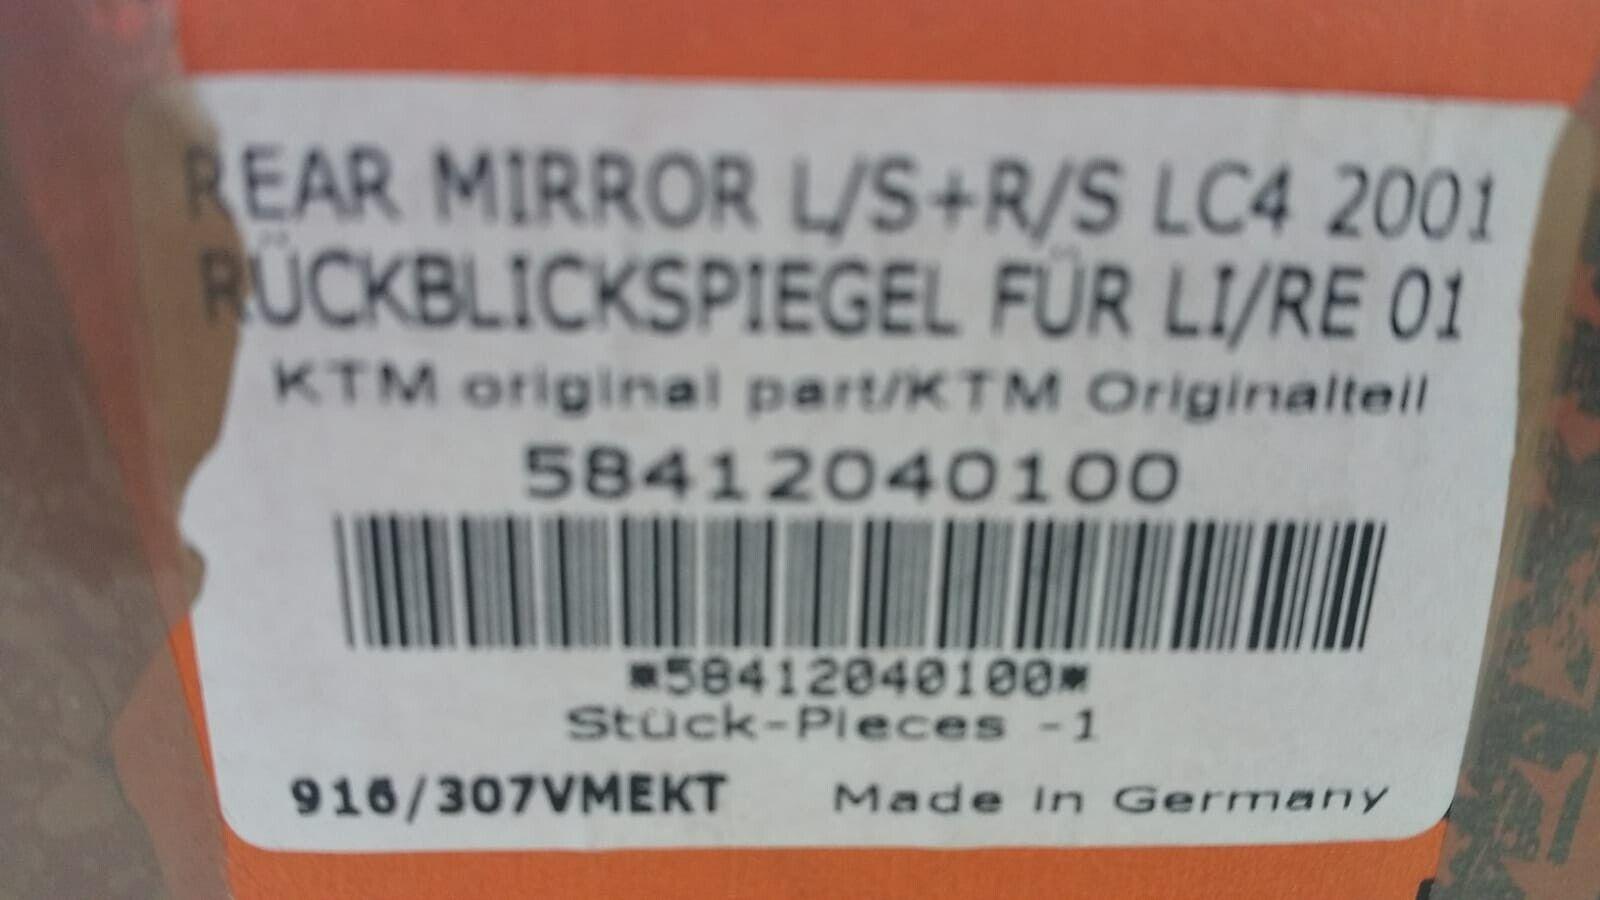 REAR MIRROR L/S+R/S LC4 2001
RÜCKBLICKSPIEGEL FÜR LI/RE 01
KTM original part/KTM Originalteil
58412040100
*58412040100*
Stück-Pieces -1
916/307VMEKT Made in Germany